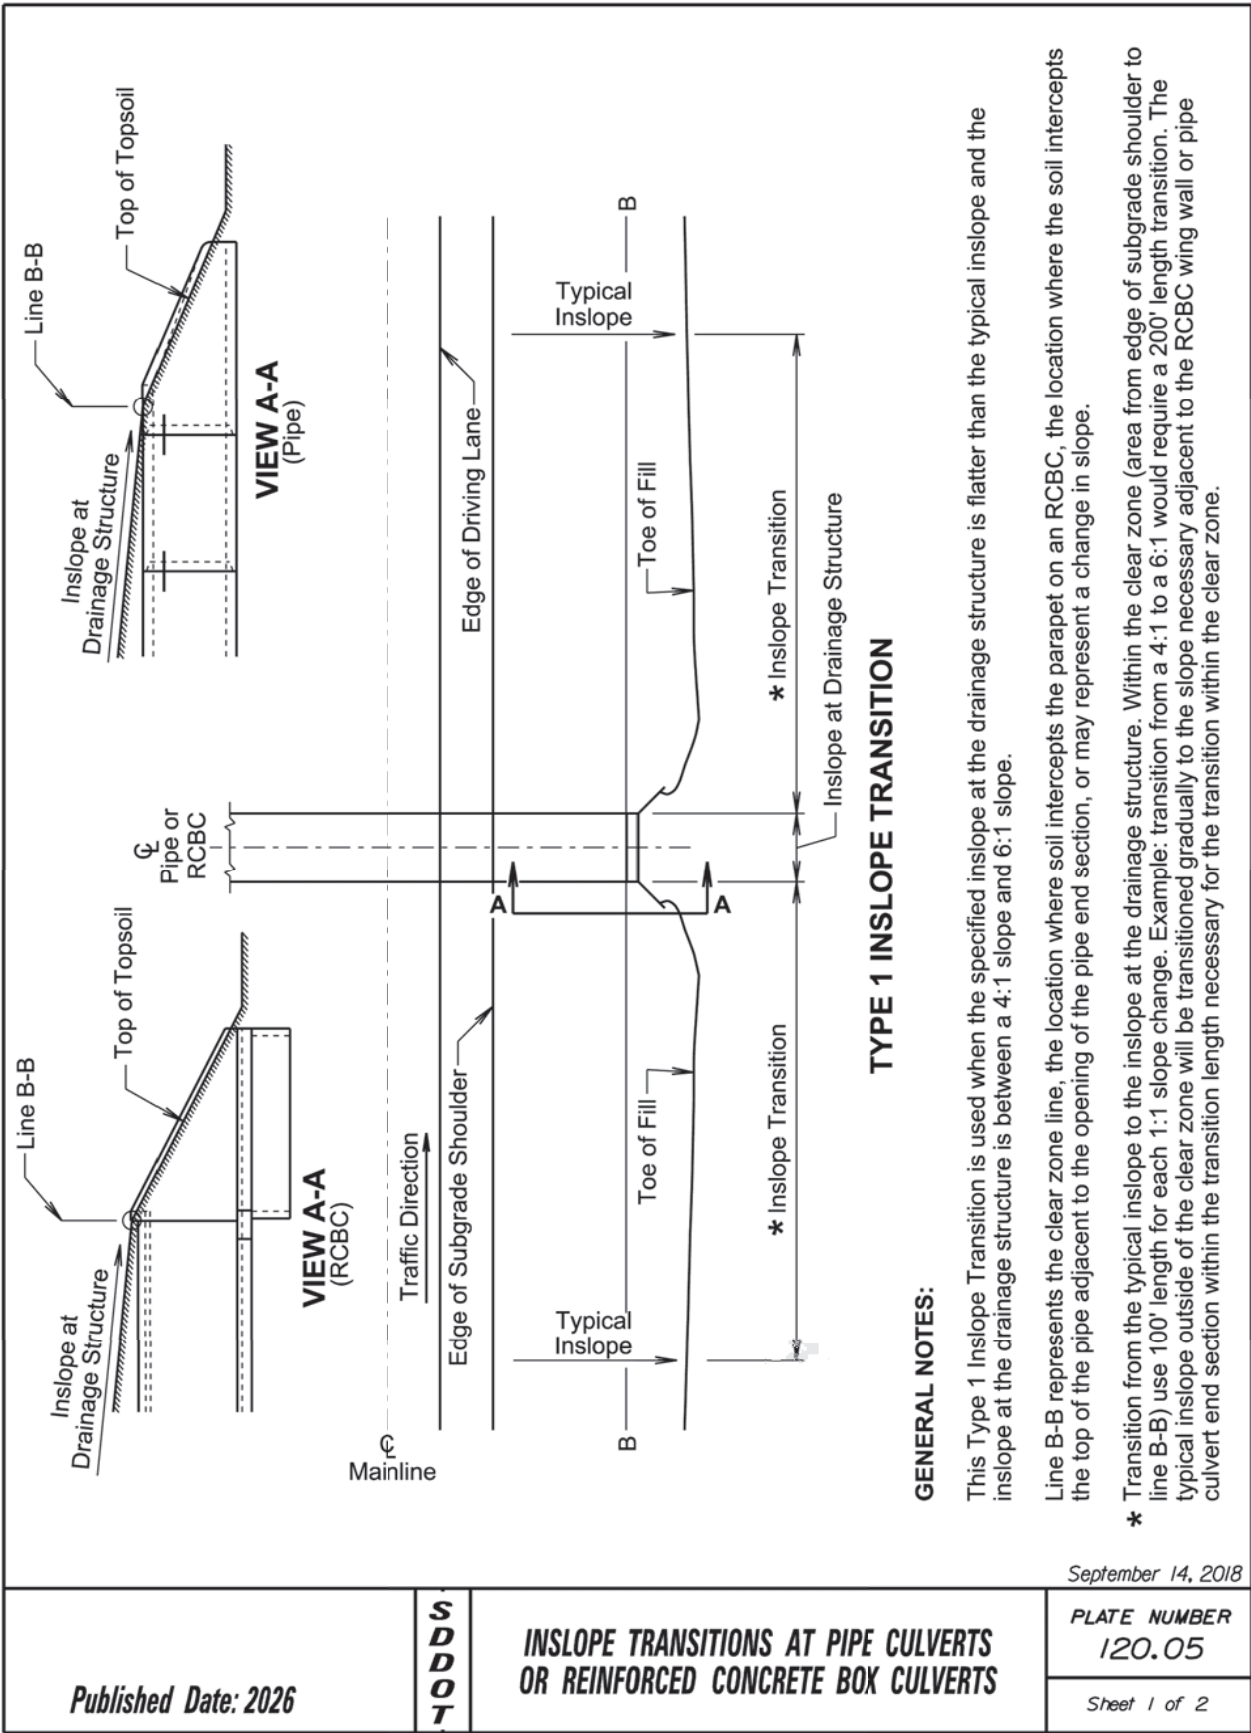 Line B-B
Inslope at
Drainage Structure
Top of Topsoil
VIEW A-A
(RCBC)
℄
Pipe or
RCBC
Line B-B
Inslope at
Drainage Structure
Top of Topsoil
VIEW A-A
(Pipe)
℄
Mainline
Traffic Direction
Edge of Subgrade Shoulder
Edge of Driving Lane
B
B
Typical
Inslope
Typical
Inslope
A
A
Toe of Fill
Toe of Fill
* Inslope Transition
* Inslope Transition
Inslope at Drainage Structure
TYPE 1 INSLOPE TRANSITION
GENERAL NOTES:
This Type 1 Inslope Transition is used when the specified inslope at the drainage structure is flatter than the typical inslope and the
inslope at the drainage structure is between a 4:1 slope and 6:1 slope.
Line B-B represents the clear zone line, the location where soil intercepts the parapet on an RCBC, the location where the soil intercepts
the top of the pipe adjacent to the opening of the pipe end section, or may represent a change in slope.
* Transition from the typical inslope to the inslope at the drainage structure. Within the clear zone (area from edge of subgrade shoulder to
line B-B) use 100' length for each 1:1 slope change. Example: transition from a 4:1 to a 6:1 would require a 200' length transition. The
typical inslope outside of the clear zone will be transitioned gradually to the slope necessary adjacent to the RCBC wing wall or pipe
culvert end section within the transition length necessary for the transition within the clear zone.
September 14, 2018
Published Date: 2026
SDDOT
INSLOPE TRANSITIONS AT PIPE CULVERTS
OR REINFORCED CONCRETE BOX CULVERTS
PLATE NUMBER
120.05
Sheet 1 of 2